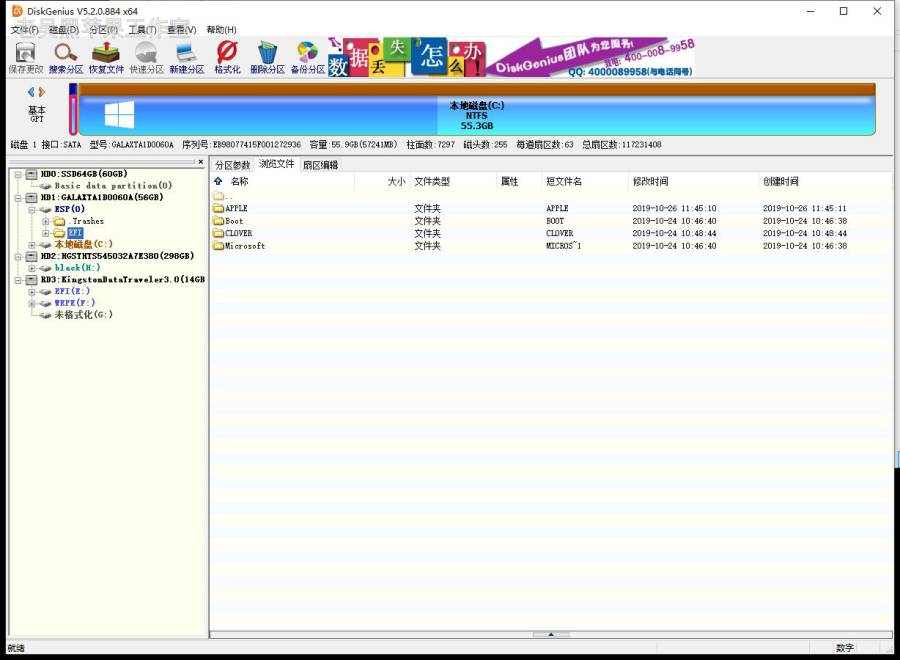 DiskGenius V5.2.0.884 x64
老吴黑苹果工作室
文件(F) 磁盘(D) 分区(P) 工具(T) 查看(V) 帮助(H)
保存更改 搜索分区 恢复文件 快速分区 新建分区 格式化 删除分区 备份分区
数据丢失怎么办!
DiskGenius团队为您服务!
致电: 400-008-9958
QQ: 4000089958(与电话同号)
基本
GPT
本地磁盘(C:)
NTFS
55.3GB
磁盘 1 接口:SATA 型号:GALAXTA1D0060A 序列号:EB98077415F001272936 容量:55.9GB(57241MB) 柱面数:7297 磁头数:255 每道扇区数:63 总扇区数:117231408
HD0:SSD64GB(60GB)
Basic data partition(0)
HD1:GALAXTA1D0060A(56GB)
ESP(0)
.Trashes
EFI
本地磁盘(C:)
HD2:HGSTHTS545032A7E380(298GB)
black(H:)
RD3:KingstonDataTraveler3.0(14GB
EFI(E:)
WEPE(F:)
未格式化(G:)
分区参数 浏览文件 扇区编辑
名称 大小 文件类型 属性 短文件名 修改时间 创建时间
..
APPLE 文件夹 APPLE 2019-10-26 11:45:10 2019-10-26 11:45:11
Boot 文件夹 BOOT 2019-10-24 10:46:40 2019-10-24 10:46:38
CLOVER 文件夹 CLOVER 2019-10-24 10:48:44 2019-10-24 10:48:44
Microsoft 文件夹 MICROS~1 2019-10-24 10:46:40 2019-10-24 10:46:38
就绪 数字